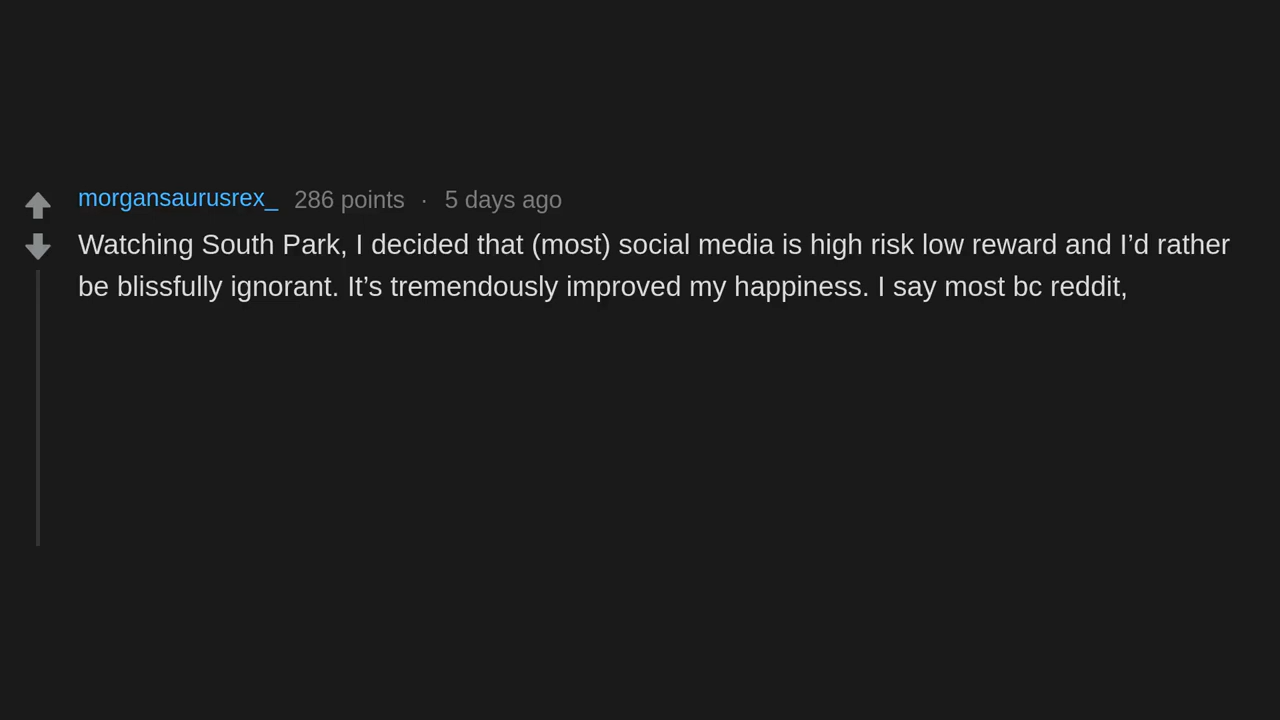 morgansaurusrex_ 286 points · 5 days ago
Watching South Park, I decided that (most) social media is high risk low reward and I’d rather
be blissfully ignorant. It’s tremendously improved my happiness. I say most bc reddit,